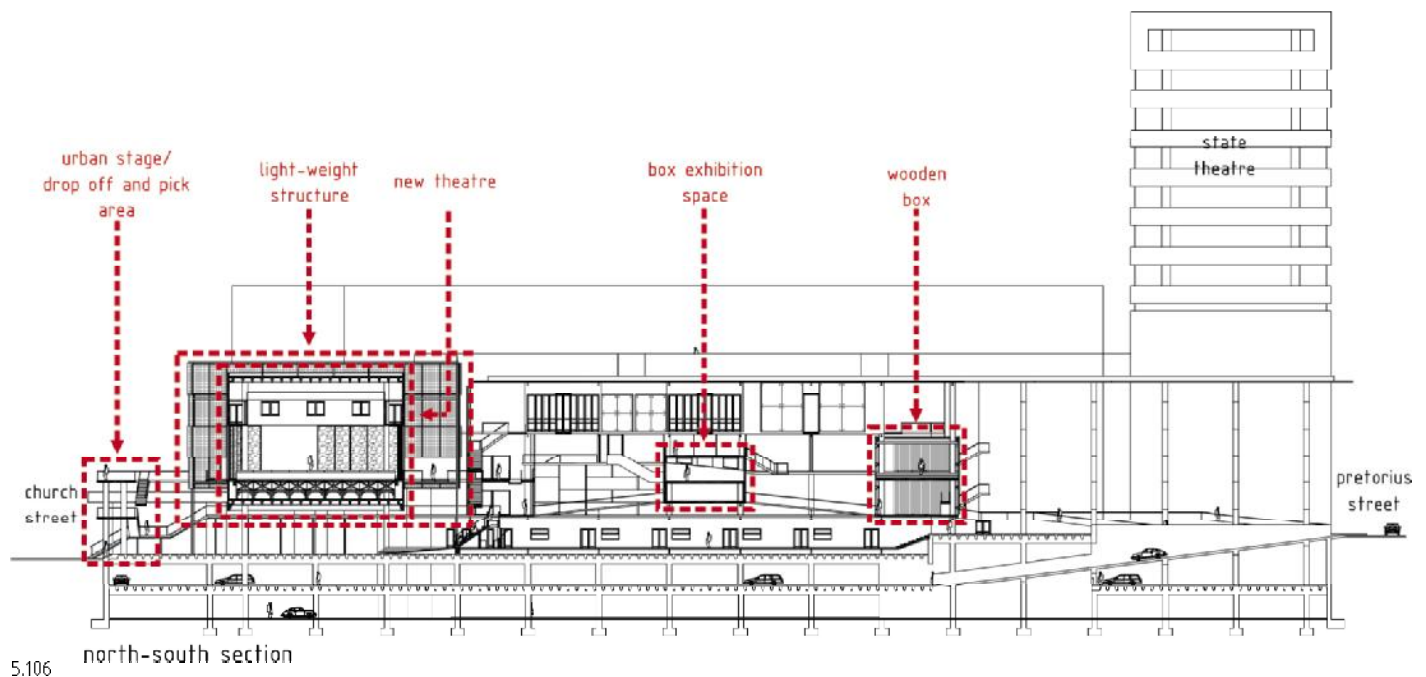 urban stage/
drop off and pick
area
light-weight
structure
new theatre
box exhibition
space
wooden
box
state
theatre
church
street
pretorius
street
5.106
north-south section